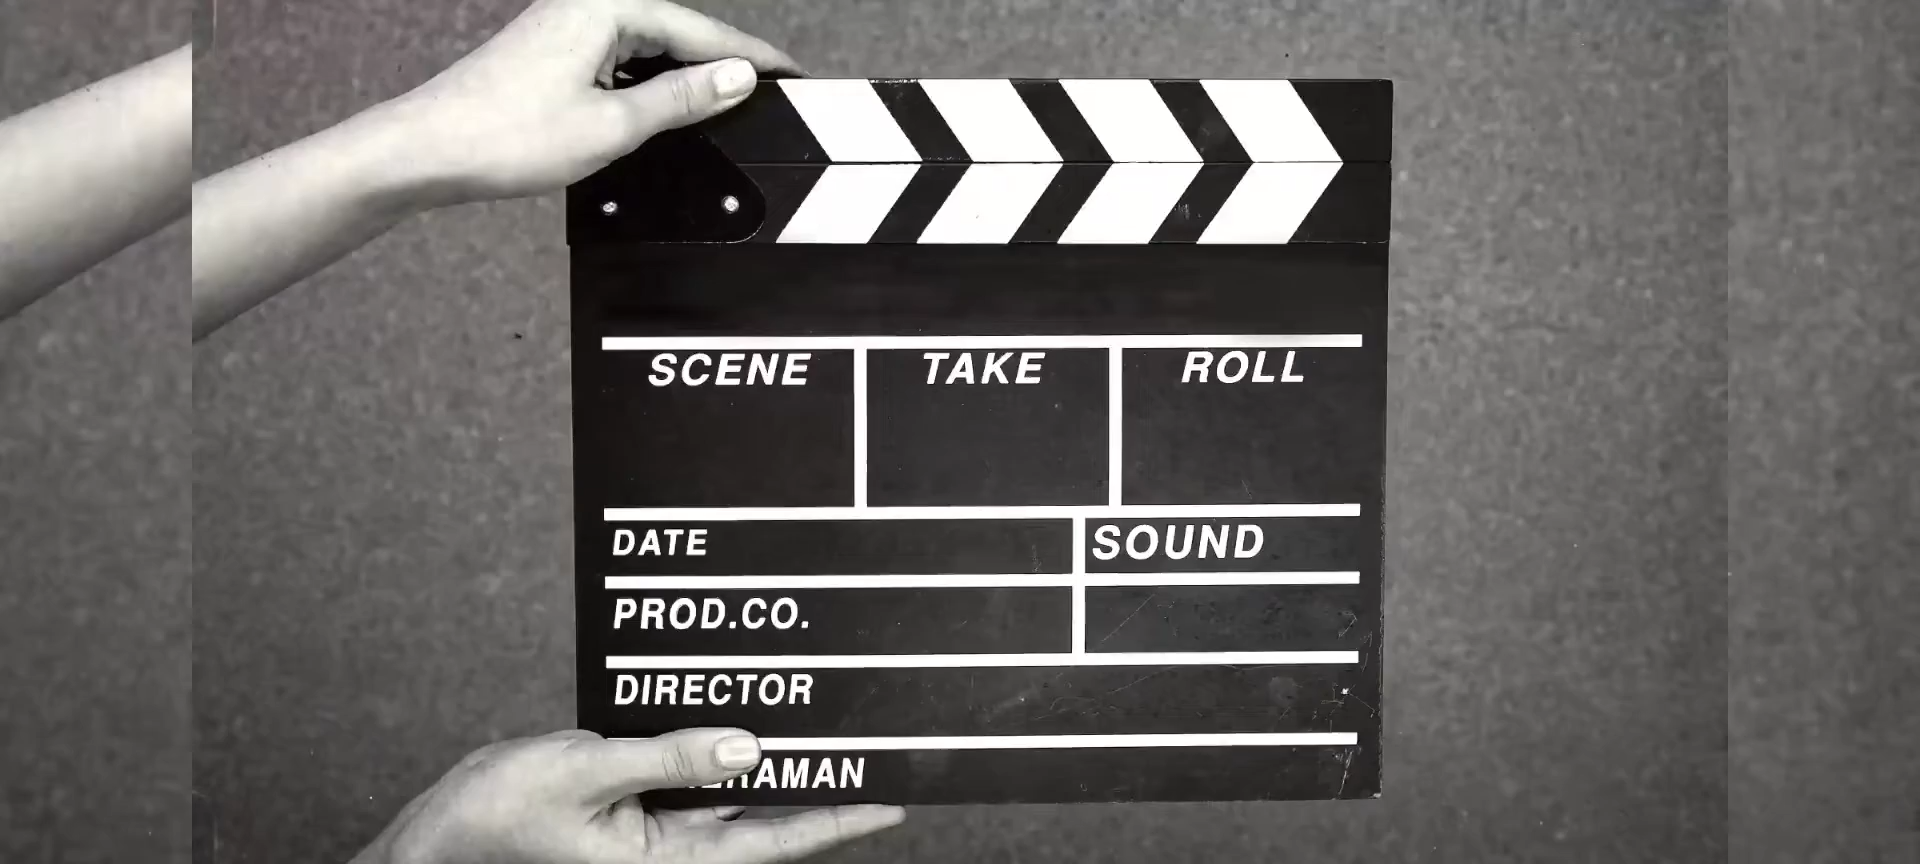 SCENE TAKE ROLL
DATE SOUND
PROD.CO.
DIRECTOR